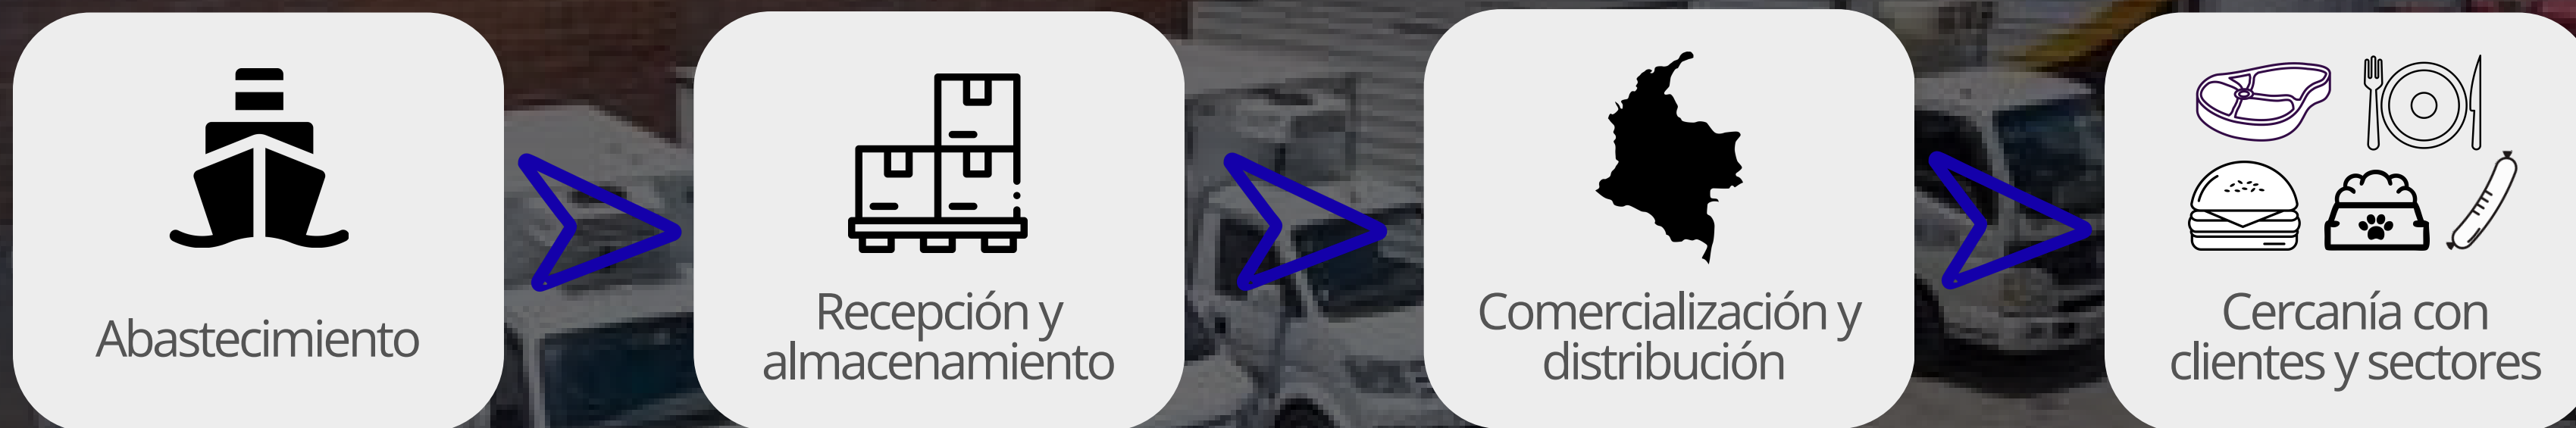 Abastecimiento
Recepción y
almacenamiento
Comercialización y
distribución
Cercanía con
clientes y sectores